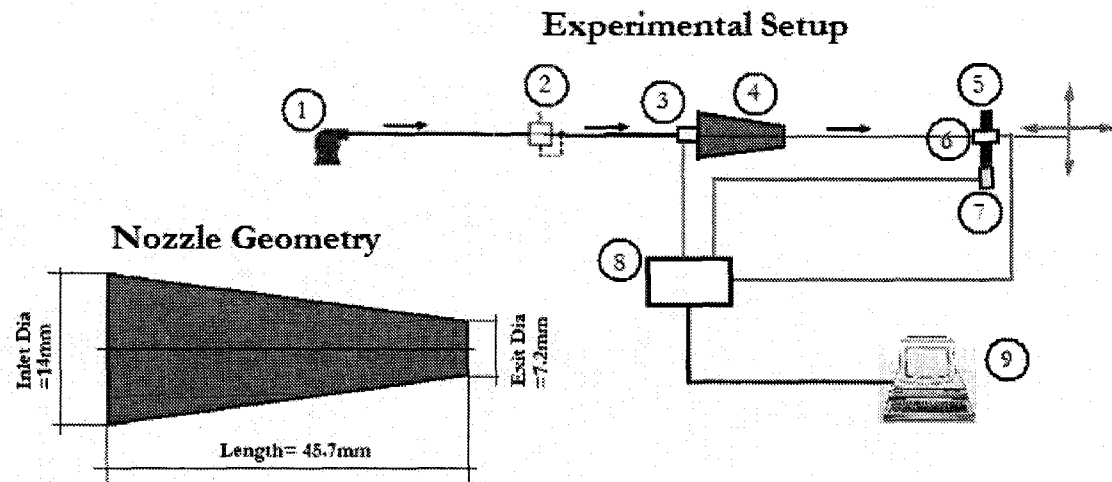 Experimental Setup
1
2
3
4
5
6
7
8
9
Nozzle Geometry
Inlet Dia
=14mm
Exit Dia
=7.2mm
Length= 45.7mm